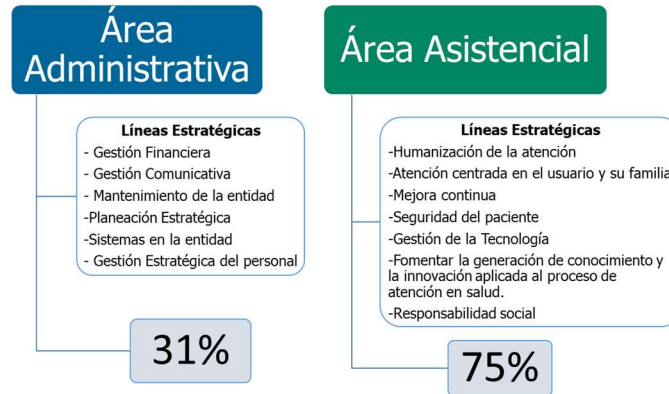 Área
Administrativa
Líneas Estratégicas
- Gestión Financiera
- Gestión Comunicativa
- Mantenimiento de la entidad
-Planeación Estratégica
-Sistemas en la entidad
- Gestión Estratégica del personal
31%
Área Asistencial
Líneas Estratégicas
-Humanización de la atención
-Atención centrada en el usuario y su familia
-Mejora continua
-Seguridad del paciente
-Gestión de la Tecnología
-Fomentar la generación de conocimiento y
la innovación aplicada al proceso de
atención en salud.
-Responsabilidad social
75%